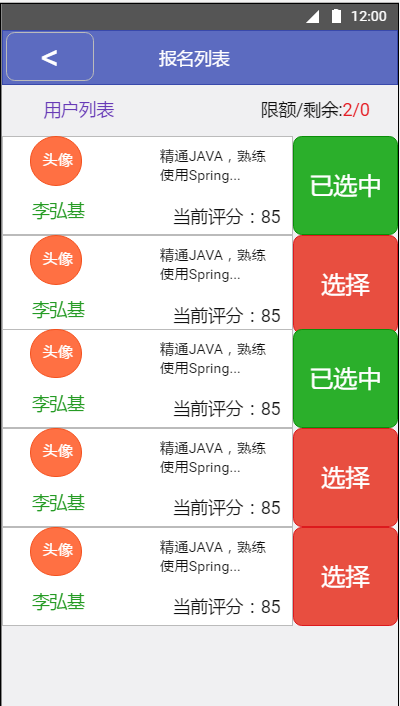 12:00
< 报名列表
用户列表 限额/剩余:2/0
头像 精通JAVA，熟练
使用Spring...
已选中
李弘基 当前评分：85
头像 精通JAVA，熟练
使用Spring...
选择
李弘基 当前评分：85
头像 精通JAVA，熟练
使用Spring...
已选中
李弘基 当前评分：85
头像 精通JAVA，熟练
使用Spring...
选择
李弘基 当前评分：85
头像 精通JAVA，熟练
使用Spring...
选择
李弘基 当前评分：85